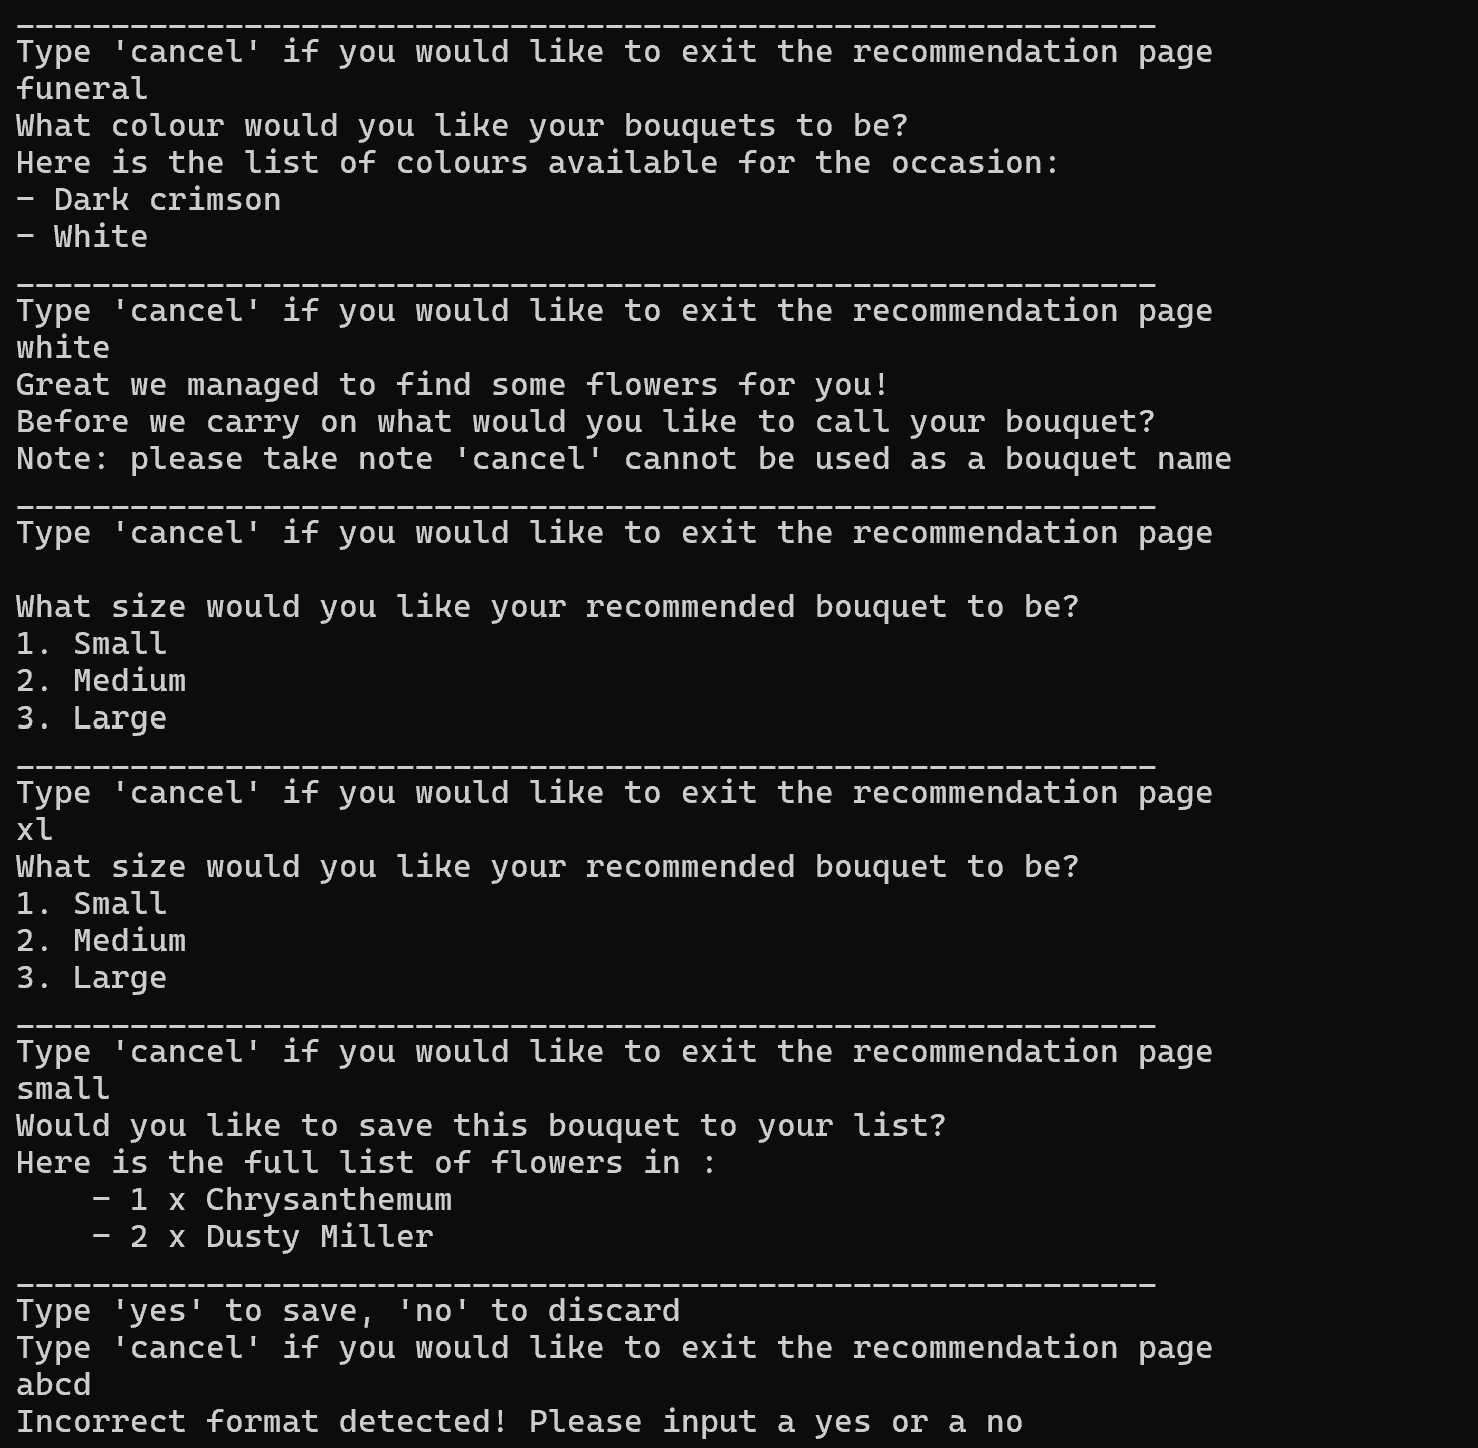 ____________________________________________________________
Type 'cancel' if you would like to exit the recommendation page
funeral
What colour would you like your bouquets to be?
Here is the list of colours available for the occasion:
- Dark crimson
- White
____________________________________________________________
Type 'cancel' if you would like to exit the recommendation page
white
Great we managed to find some flowers for you!
Before we carry on what would you like to call your bouquet?
Note: please take note 'cancel' cannot be used as a bouquet name
____________________________________________________________
Type 'cancel' if you would like to exit the recommendation page

What size would you like your recommended bouquet to be?
1. Small
2. Medium
3. Large
____________________________________________________________
Type 'cancel' if you would like to exit the recommendation page
xl
What size would you like your recommended bouquet to be?
1. Small
2. Medium
3. Large
____________________________________________________________
Type 'cancel' if you would like to exit the recommendation page
small
Would you like to save this bouquet to your list?
Here is the full list of flowers in :
    - 1 x Chrysanthemum
    - 2 x Dusty Miller
____________________________________________________________
Type 'yes' to save, 'no' to discard
Type 'cancel' if you would like to exit the recommendation page
abcd
Incorrect format detected! Please input a yes or a no